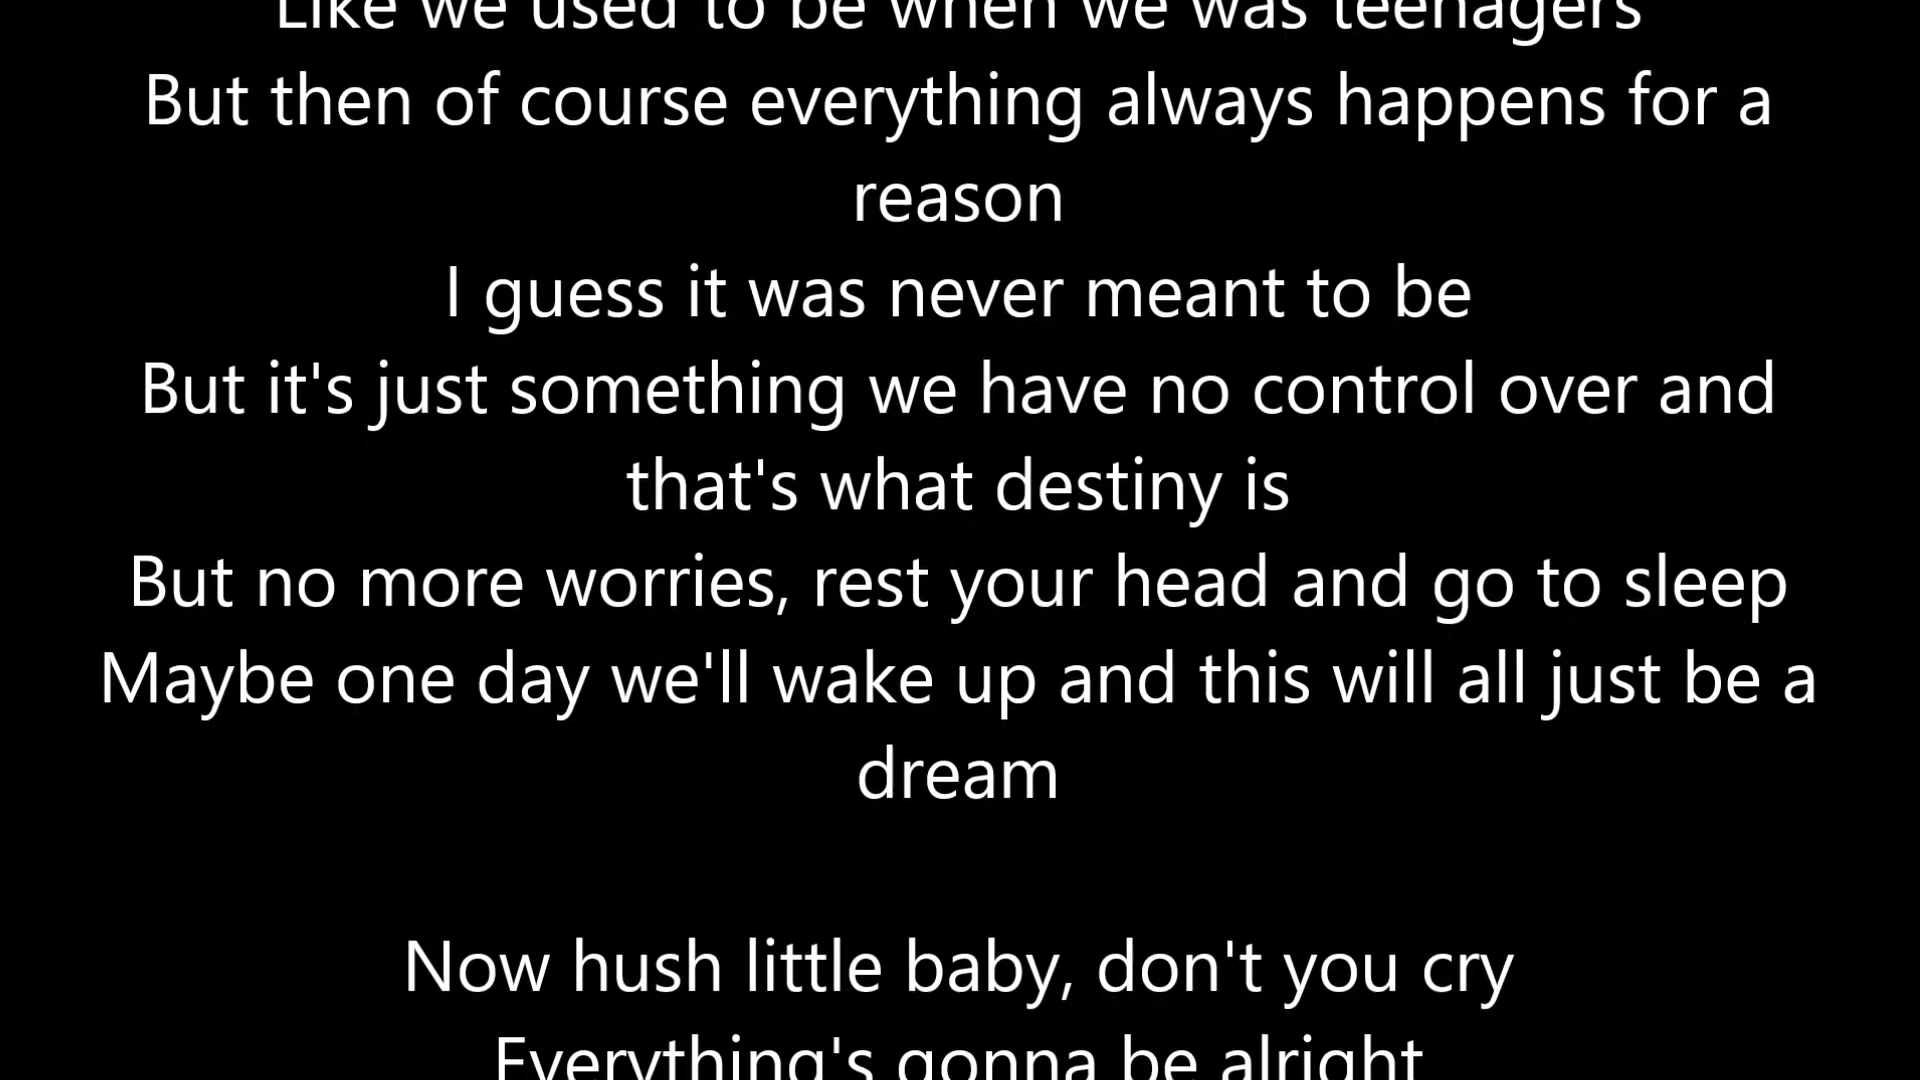 Like we used to be when we was teenagers
But then of course everything always happens for a
reason
I guess it was never meant to be
But it's just something we have no control over and
that's what destiny is
But no more worries, rest your head and go to sleep
Maybe one day we'll wake up and this will all just be a
dream
Now hush little baby, don't you cry
Everything's gonna be alright